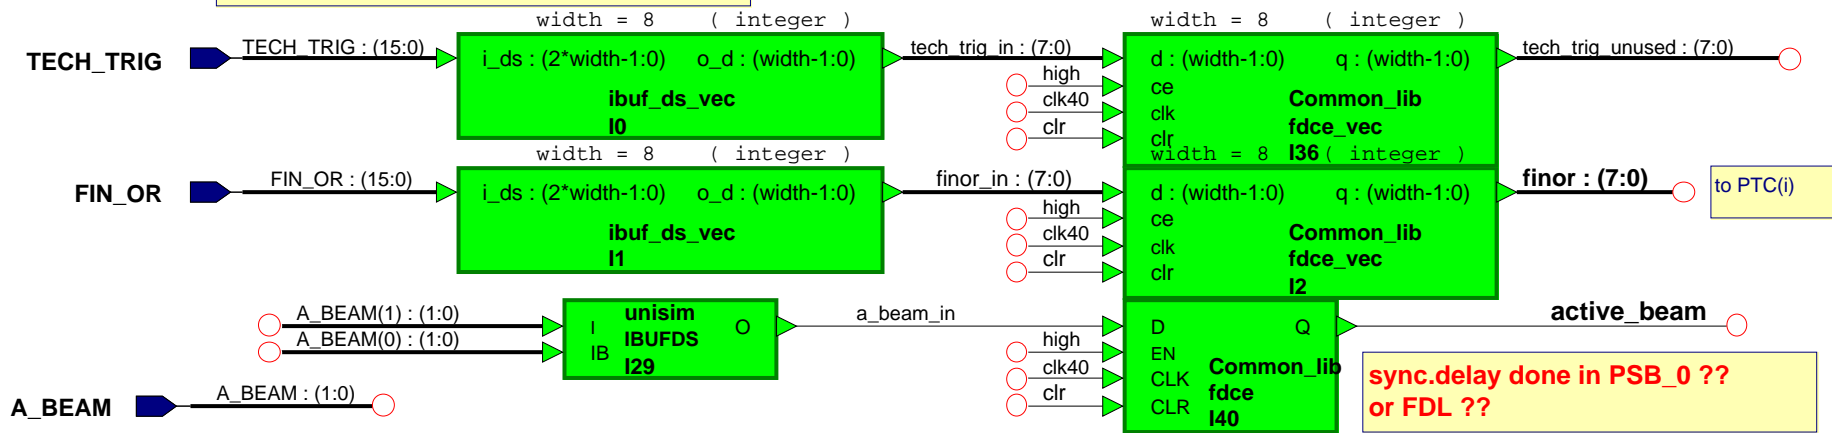 width = 8 ( integer ) width = 8 ( integer )
TECH_TRIG TECH_TRIG : (15:0) i_ds : (2*width-1:0) o_d : (width-1:0) tech_trig_in : (7:0) d : (width-1:0) q : (width-1:0) tech_trig_unused : (7:0)
high ce
ibuf_ds_vec clk40 clk Common_lib
I0 clr clr fdce_vec
I36
width = 8 ( integer ) width = 8 ( integer )
FIN_OR FIN_OR : (15:0) i_ds : (2*width-1:0) o_d : (width-1:0) finor_in : (7:0) d : (width-1:0) q : (width-1:0) finor : (7:0) to PTC(i)
high ce
ibuf_ds_vec clk40 clk Common_lib
I1 clr clr fdce_vec
I2
A_BEAM(1) : (1:0) I unisim O a_beam_in D Q active_beam
A_BEAM(0) : (1:0) IB IBUFDS high EN
I29 clk40 CLK Common_lib
A_BEAM A_BEAM : (1:0) clr CLR fdce
I40
sync.delay done in PSB_0 ??
or FDL ??